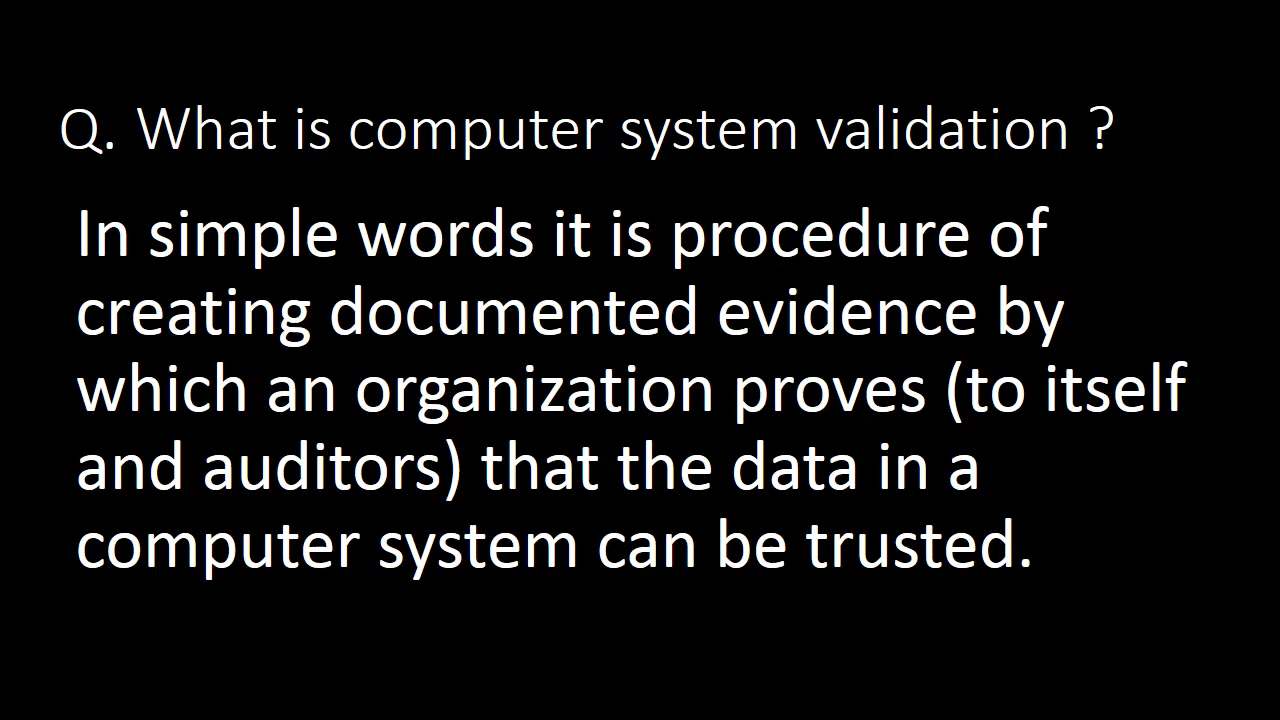 Q. What is computer system validation ?
In simple words it is procedure of
creating documented evidence by
which an organization proves (to itself
and auditors) that the data in a
computer system can be trusted.